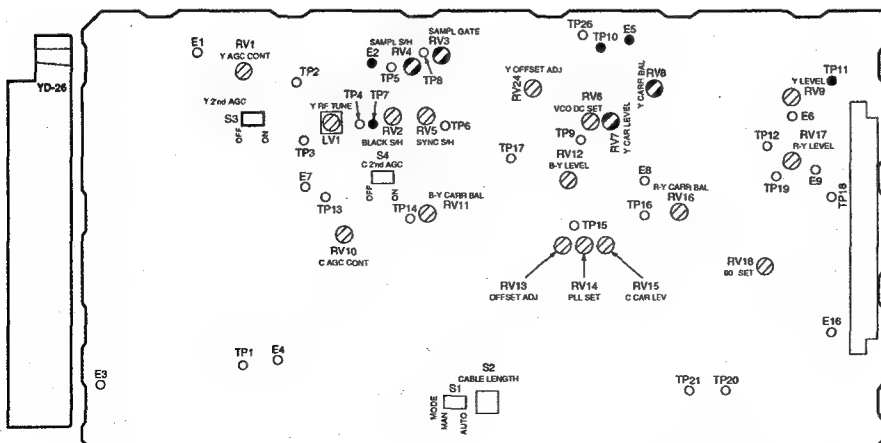 YD-26
E1
RV1
Y AGC CONT
TP2
Y 2nd AGC
S3
OFF
ON
SAMPL S/H
SAMPL GATE
E2
RV4
RV3
TP5
TP8
Y RF TUNE
TP4
TP7
LV1
RV2
RV5
TP6
BLACK S/H
SYNC S/H
TP3
S4
C 2nd AGC
OFF
ON
E7
TP13
TP14
B-Y CARR BAL
RV11
RV10
C AGC CONT
TP26
TP10
E5
Y OFFSET ADJ
RV24
RV6
VCO DC SET
RV7
Y CAR LEVEL
Y CARR BAL
RV8
TP9
TP17
RV12
B-Y LEVEL
E8
TP16
R-Y CARR BAL
RV16
TP15
RV13
OFFSET ADJ
RV14
PLL SET
RV15
C CAR LEV
TP11
Y LEVEL
RV9
E6
RV17
R-Y LEVEL
TP12
TP19
E9
TP18
RV18
90 SET
E16
TP1
E4
E3
S1
MODE
MAN
AUTO
S2
CABLE LENGTH
TP21
TP20